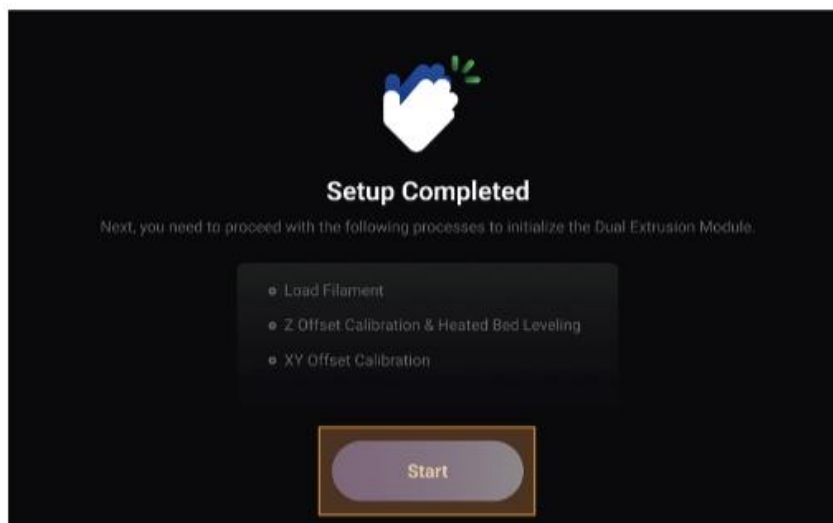 Setup Completed
Next, you need to proceed with the following processes to initialize the Dual Extrusion Module.
Load Filament
Z Offset Calibration & Heated Bed Leveling
XY Offset Calibration
Start